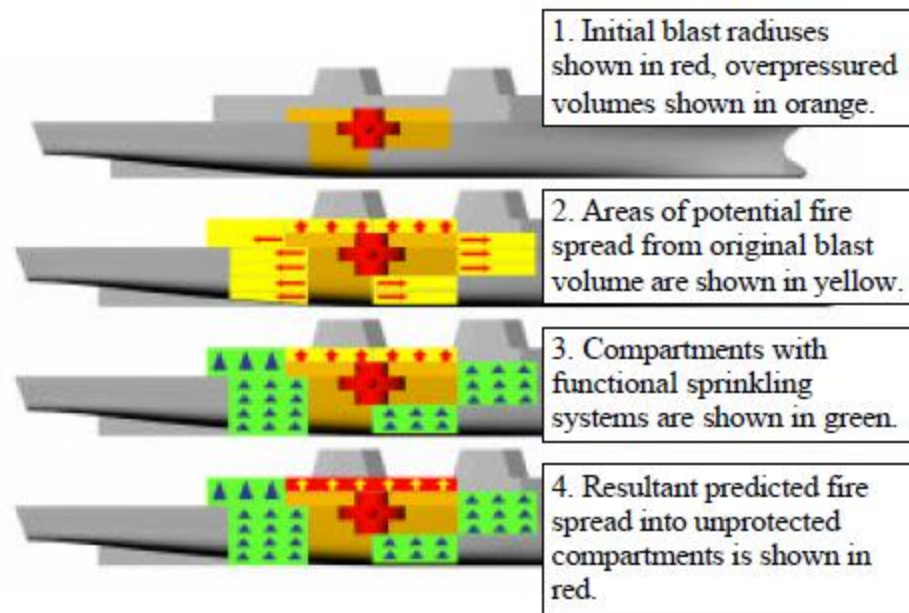 1. Initial blast radiuses
shown in red, overpressured
volumes shown in orange.
2. Areas of potential fire
spread from original blast
volume are shown in yellow.
3. Compartments with
functional sprinkling
systems are shown in green.
4. Resultant predicted fire
spread into unprotected
compartments is shown in
red.